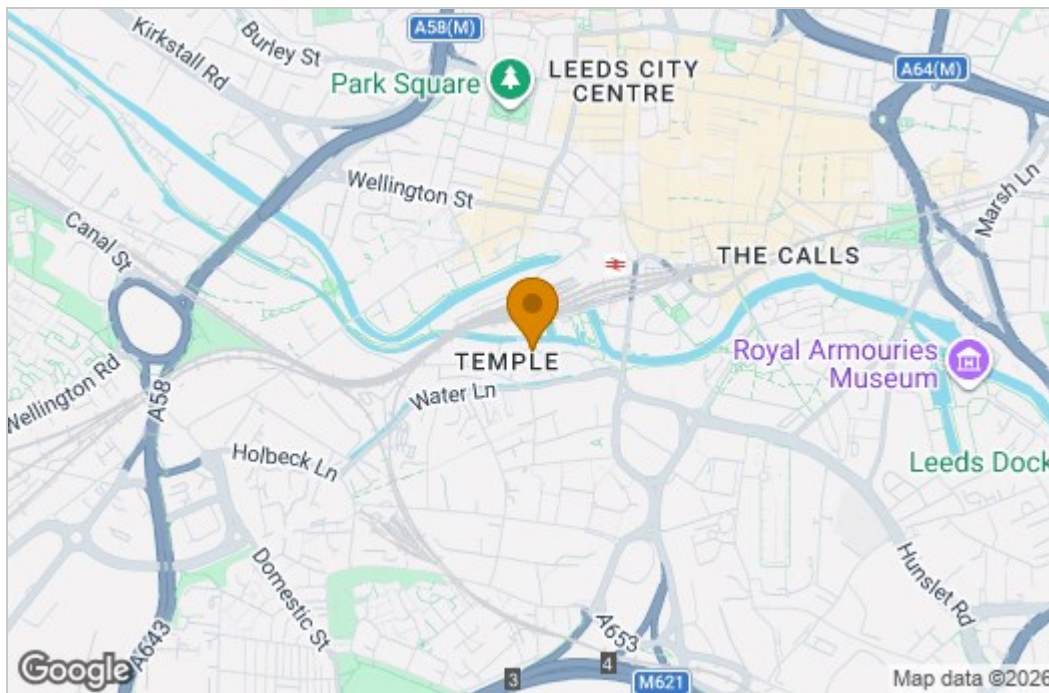 A58(M)
Kirkstall Rd
Burley St
Park Square
LEEDS CITY
CENTRE
A64(M)
Wellington St
Marsh Ln
Canal St
THE CALLS
TEMPLE
Royal Armouries
Museum
Wellington Rd
A58
Water Ln
Holbeck Ln
Leeds Dock
Domestic St
Hunslet Rd
A643
A653
3
4
M621
Google
Map data ©2026